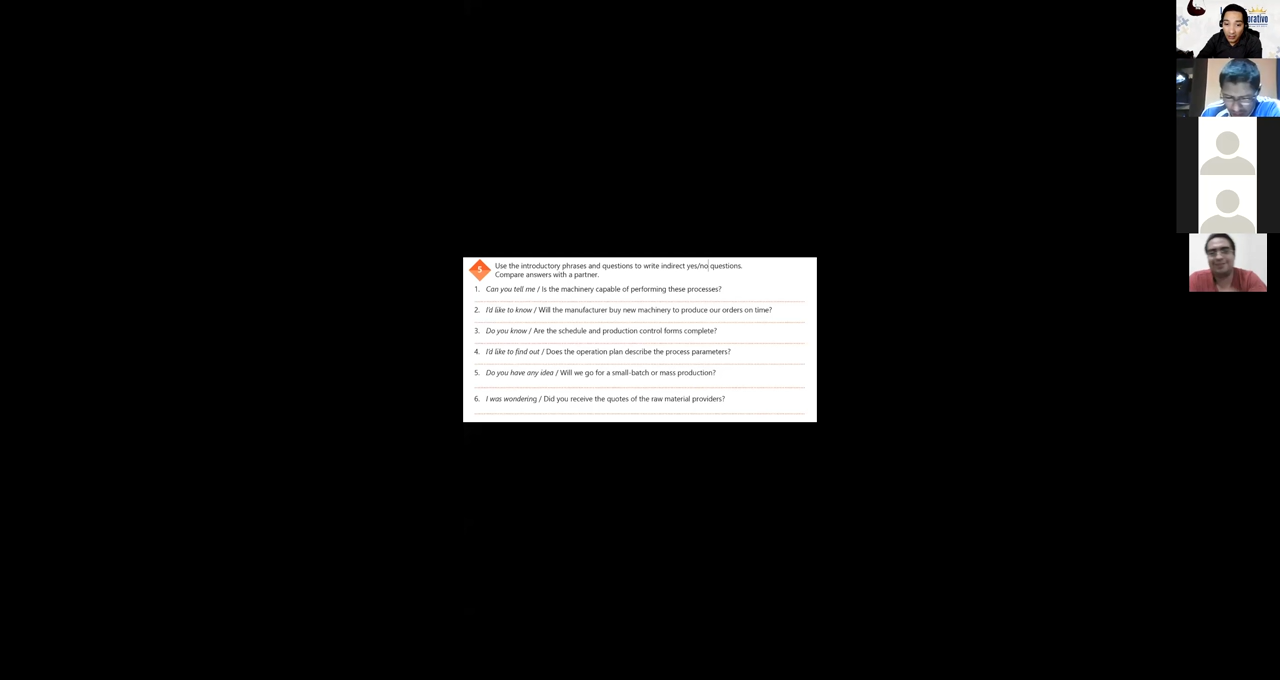 5
Use the introductory phrases and questions to write indirect yes/no questions.
Compare answers with a partner.
1. Can you tell me / Is the machinery capable of performing these processes?
2. I'd like to know / Will the manufacturer buy new machinery to produce our orders on time?
3. Do you know / Are the schedule and production control forms complete?
4. I'd like to find out / Does the operation plan describe the process parameters?
5. Do you have any idea / Will we go for a small-batch or mass production?
6. I was wondering / Did you receive the quotes of the raw material providers?